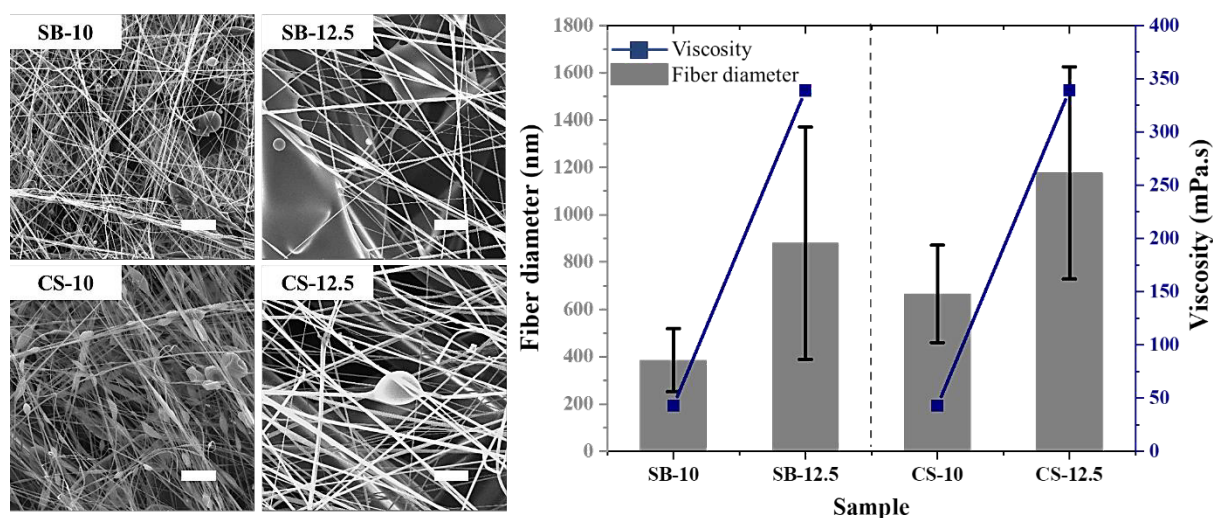 SB-10
SB-12.5
CS-10
CS-12.5
Fiber diameter (nm)
1800
1600
1400
1200
1000
800
600
400
200
0
Viscosity
Fiber diameter
400
350
300
250
200
150
100
50
0
Viscosity (mPa.s)
SB-10
SB-12.5
CS-10
CS-12.5
Sample